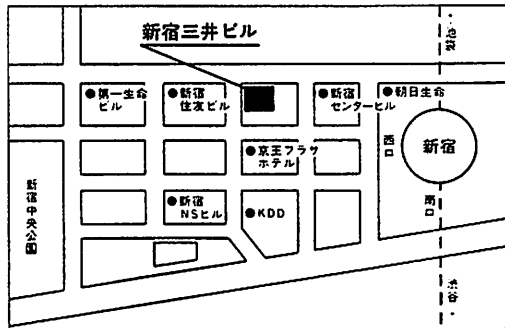 新宿三井ビル
・池袋
●第一生命
ビル
●新宿
住友ビル
●新宿
センタービル
●朝日生命
●京王プラザ
ホテル
西口
新宿
南口
新宿中央公園
●新宿
NSビル
●KDD
渋谷・